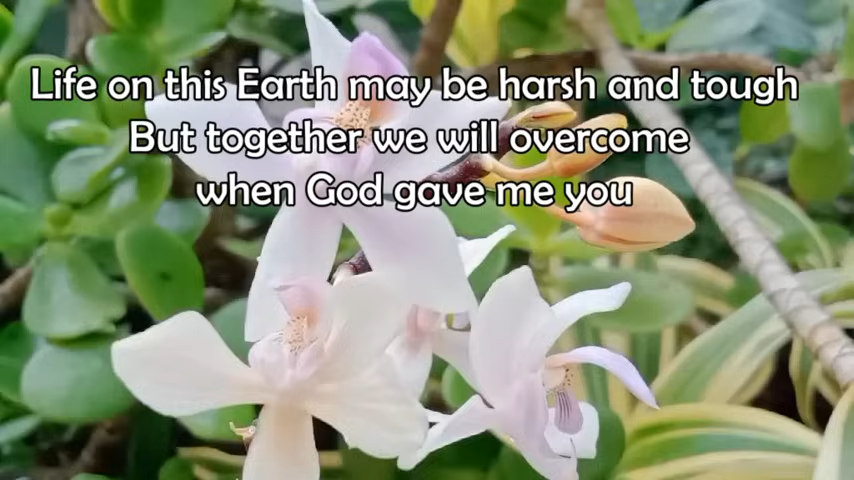 Life on this Earth may be harsh and tough
But together we will overcome
when God gave me you